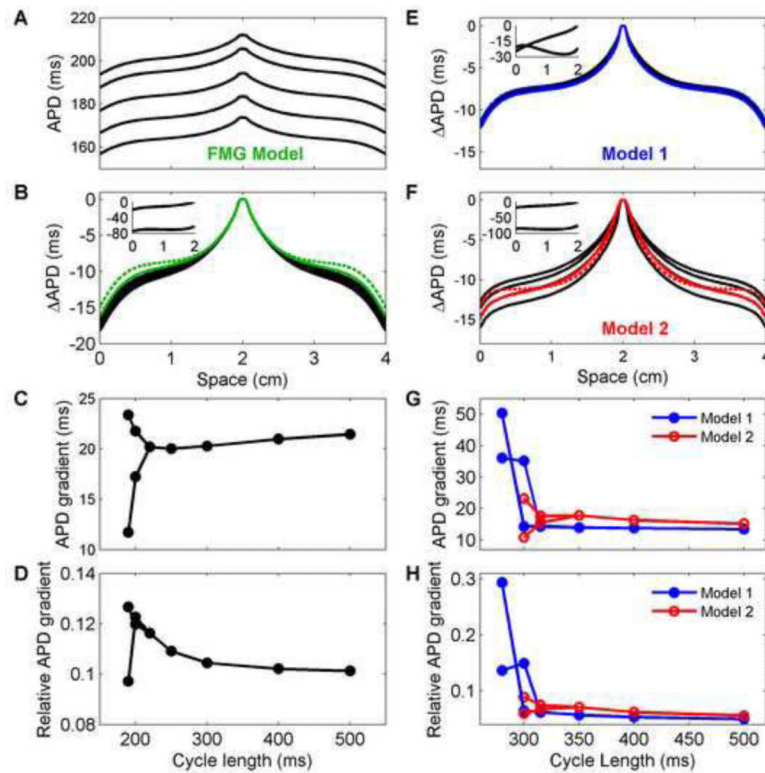 A
220
200
180
160
APD (ms)
FMG Model
B
0
-5
-10
-15
-20
ΔAPD (ms)
0
-40
-80
0 1 2
0 1 2 3 4
Space (cm)
C
25
20
15
10
APD gradient (ms)
D
0.14
0.12
0.1
0.08
Relative APD gradient
200 250 300 350 400 450 500
Cycle length (ms)
E
0
-5
-10
-15
ΔAPD (ms)
0
-15
-30
0 1 2
Model 1
F
0
-5
-10
-15
ΔAPD (ms)
0
-50
-100
0 1 2
Model 2
0 1 2 3 4
Space (cm)
G
50
40
30
20
10
APD gradient (ms)
Model 1
Model 2
H
0.3
0.2
0.1
Relative APD gradient
Model 1
Model 2
300 350 400 450 500
Cycle Length (ms)